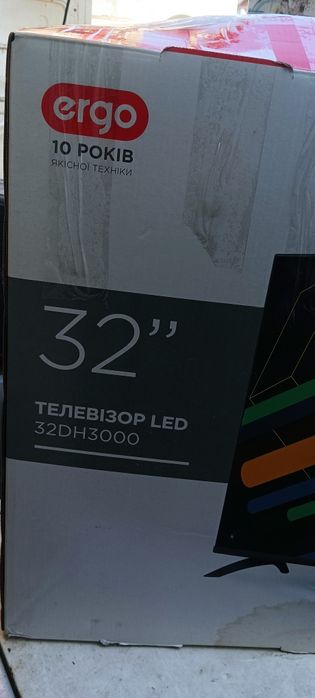 ergo
10 РОКІВ
ЯКІСНОЇ ТЕХНІКИ
32”
ТЕЛЕВІЗОР LED
32DH3000